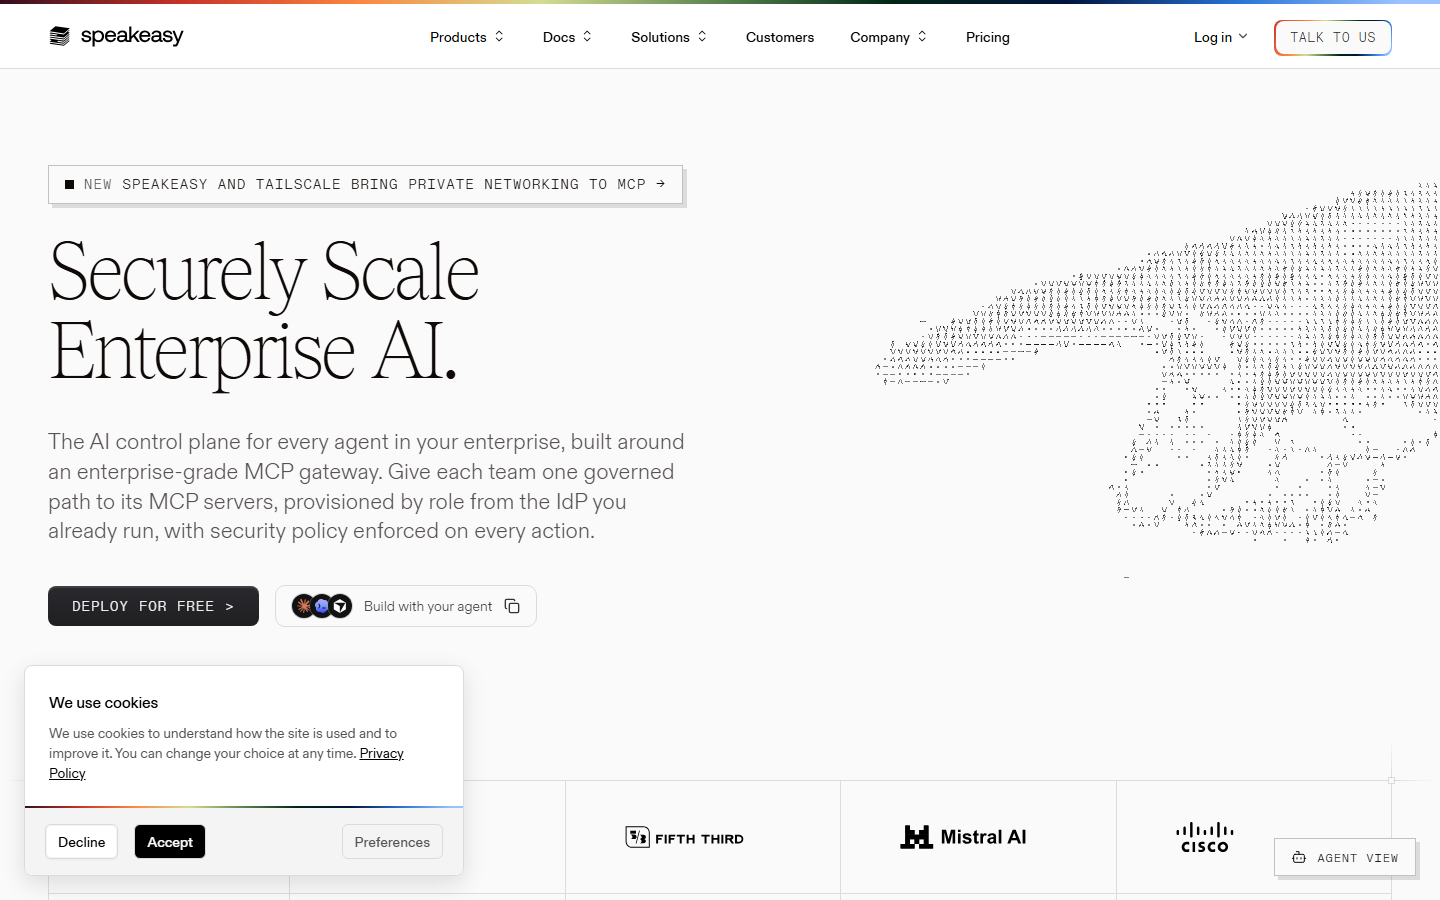 speakeasy
Products
Docs
Solutions
Customers
Company
Pricing
Log in
TALK TO US
NEW SPEAKEASY AND TAILSCALE BRING PRIVATE NETWORKING TO MCP →
Securely Scale
Enterprise AI.
The AI control plane for every agent in your enterprise, built around
an enterprise-grade MCP gateway. Give each team one governed
path to its MCP servers, provisioned by role from the IdP you
already run, with security policy enforced on every action.
DEPLOY FOR FREE >
Build with your agent
We use cookies
We use cookies to understand how the site is used and to
improve it. You can change your choice at any time. Privacy
Policy
Decline
Accept
Preferences
FIFTH THIRD
Mistral AI
CISCO
AGENT VIEW